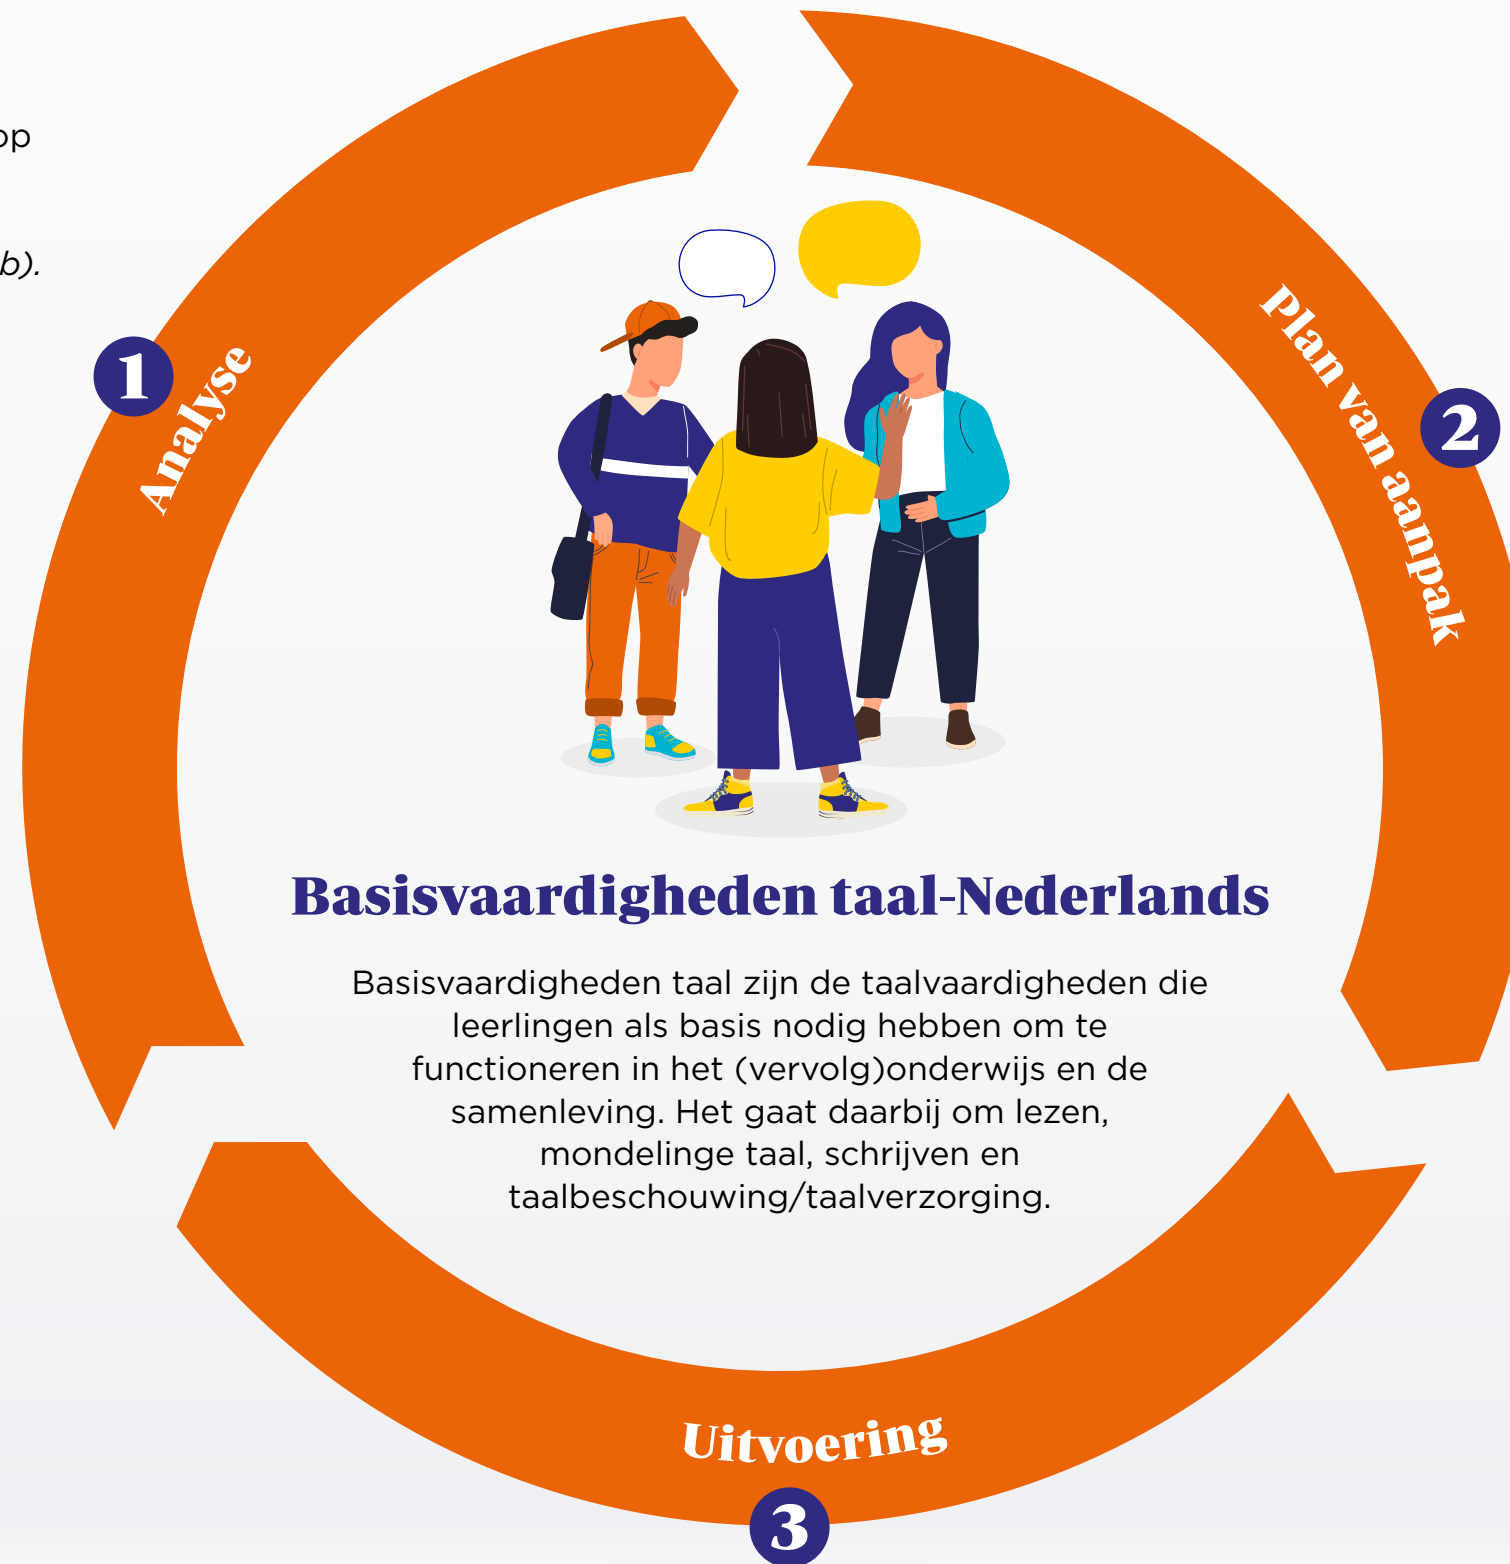 op
b).
1
Analyse
Plan van aanpak
2
Basisvaardigheden taal-Nederlands
Basisvaardigheden taal zijn de taalvaardigheden die
leerlingen als basis nodig hebben om te
functioneren in het (vervolg)onderwijs en de
samenleving. Het gaat daarbij om lezen,
mondelinge taal, schrijven en
taalbeschouwing/taalverzorging.
Uitvoering
3